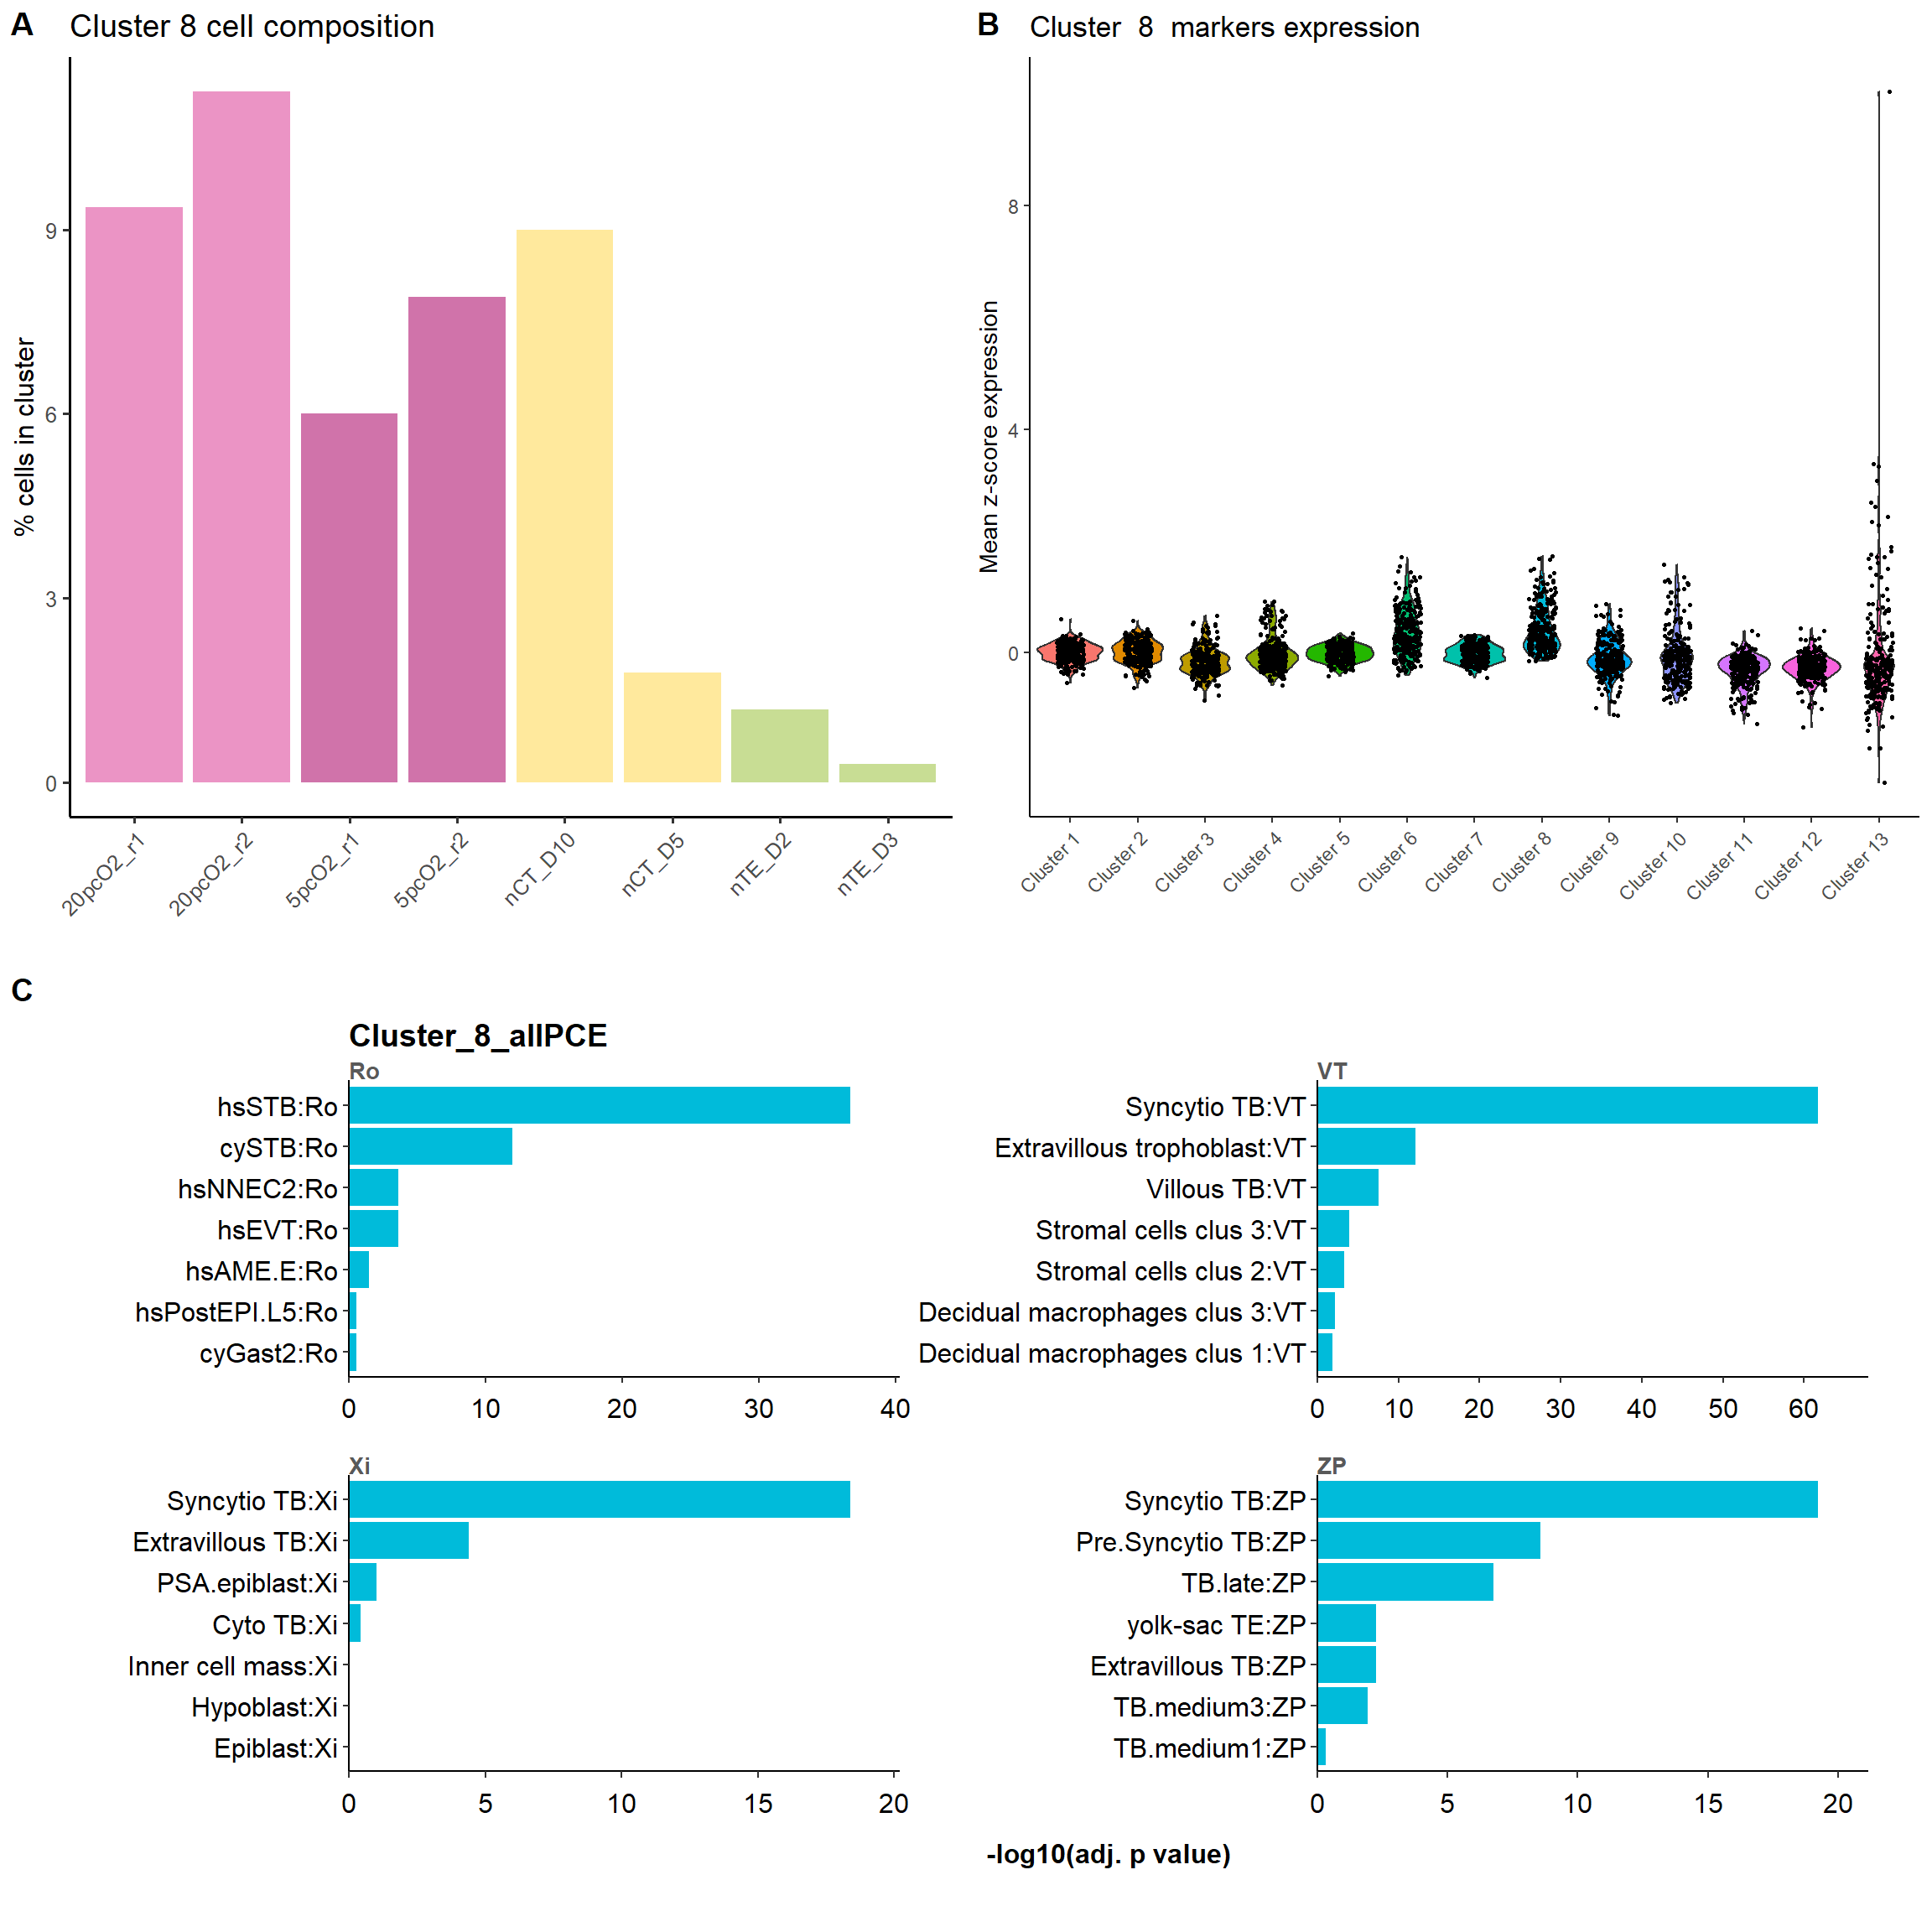 A
Cluster 8 cell composition
% cells in cluster
9
6
3
0
20pcO2_r1
20pcO2_r2
5pcO2_r1
5pcO2_r2
nCT_D10
nCT_D5
nTE_D2
nTE_D3
B
Cluster 8 markers expression
Mean z-score expression
8
4
0
Cluster 1
Cluster 2
Cluster 3
Cluster 4
Cluster 5
Cluster 6
Cluster 7
Cluster 8
Cluster 9
Cluster 10
Cluster 11
Cluster 12
Cluster 13
C
Cluster_8_allPCE
Ro
hsSTB:Ro
cySTB:Ro
hsNNEC2:Ro
hsEVT:Ro
hsAME.E:Ro
hsPostEPI.L5:Ro
cyGast2:Ro
0 10 20 30 40
VT
Syncytio TB:VT
Extravillous trophoblast:VT
Villous TB:VT
Stromal cells clus 3:VT
Stromal cells clus 2:VT
Decidual macrophages clus 3:VT
Decidual macrophages clus 1:VT
0 10 20 30 40 50 60
Xi
Syncytio TB:Xi
Extravillous TB:Xi
PSA.epiblast:Xi
Cyto TB:Xi
Inner cell mass:Xi
Hypoblast:Xi
Epiblast:Xi
0 5 10 15 20
ZP
Syncytio TB:ZP
Pre.Syncytio TB:ZP
TB.late:ZP
yolk-sac TE:ZP
Extravillous TB:ZP
TB.medium3:ZP
TB.medium1:ZP
0 5 10 15 20
-log10(adj. p value)